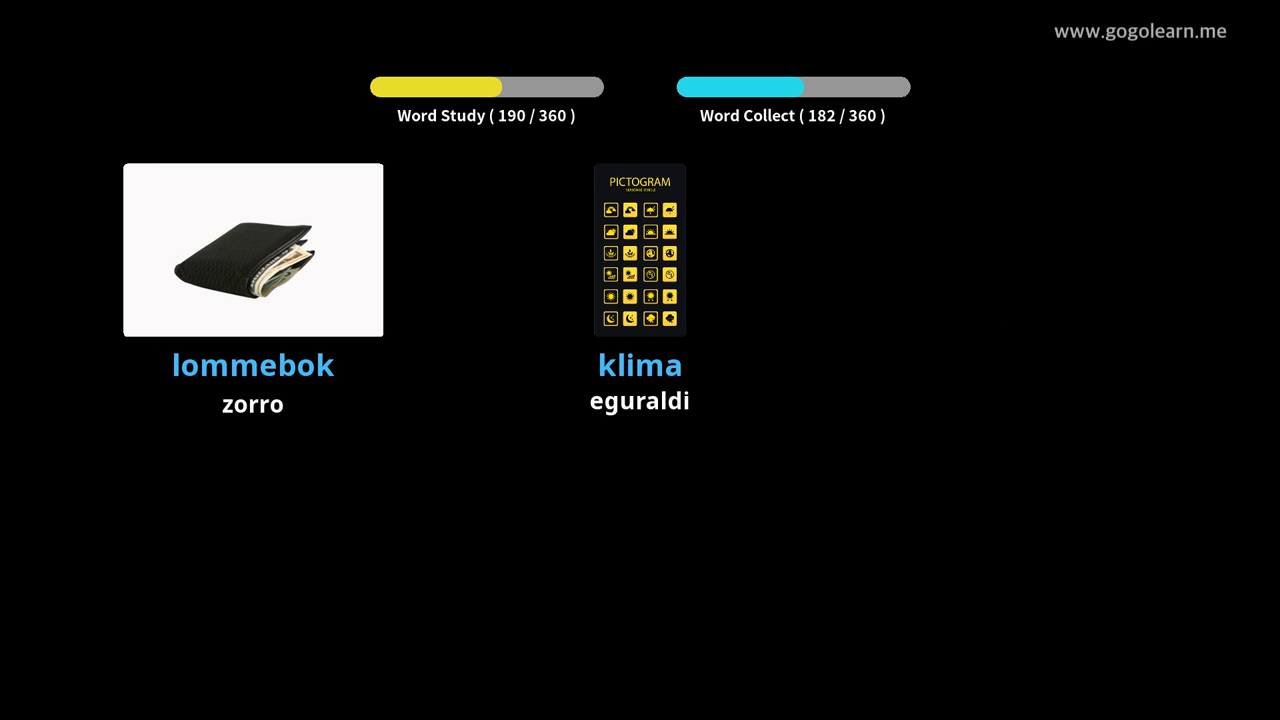 www.gogolearn.me
Word Study ( 190 / 360 )
Word Collect ( 182 / 360 )
PICTOGRAM
lommebok
zorro
klima
eguraldi